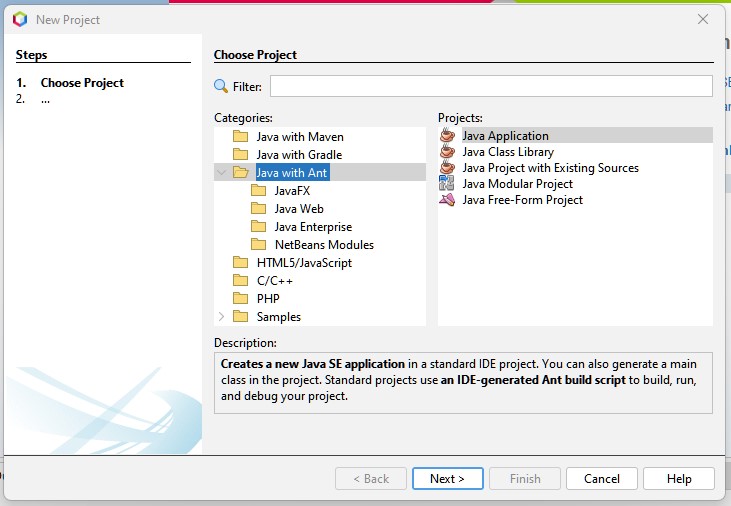 New Project
Steps
1. Choose Project
2. ...
Choose Project
Filter:
Categories:
Java with Maven
Java with Gradle
Java with Ant
JavaFX
Java Web
Java Enterprise
NetBeans Modules
HTML5/JavaScript
C/C++
PHP
Samples
Projects:
Java Application
Java Class Library
Java Project with Existing Sources
Java Modular Project
Java Free-Form Project
Description:
Creates a new Java SE application in a standard IDE project. You can also generate a main
class in the project. Standard projects use an IDE-generated Ant build script to build, run,
and debug your project.
< Back
Next >
Finish
Cancel
Help